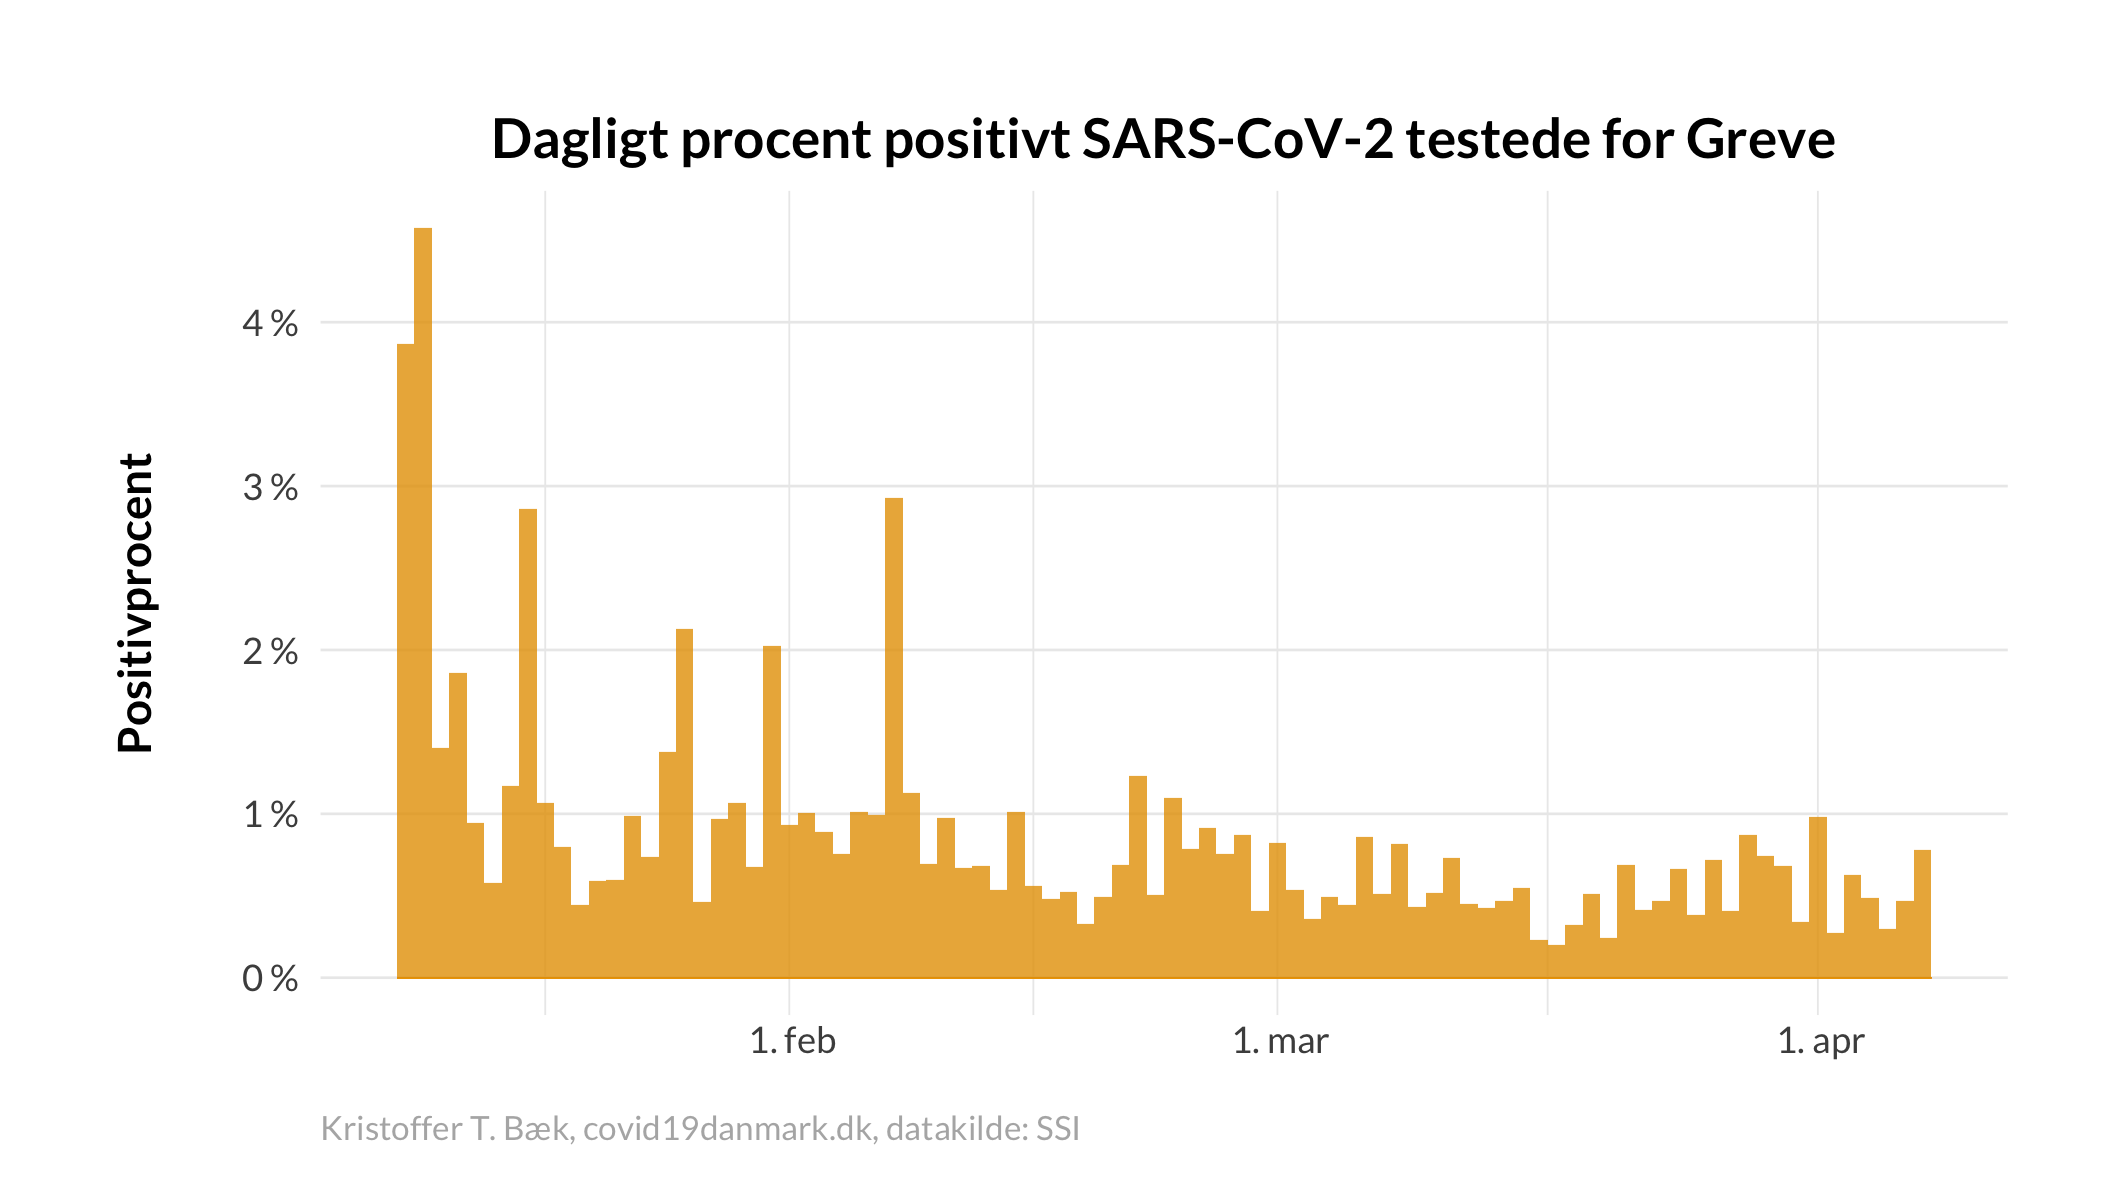 Dagligt procent positivt SARS-CoV-2 testede for Greve
Positivprocent
4 %
3 %
2 %
1 %
0 %
1. feb
1. mar
1. apr
Kristoffer T. Bæk, covid19danmark.dk, datakilde: SSI